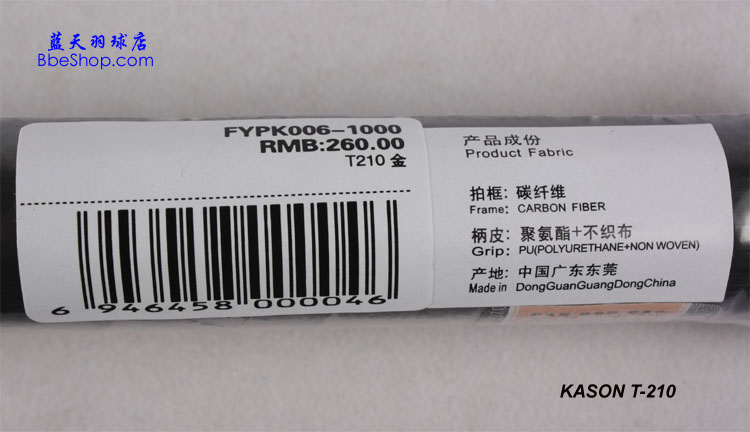 蓝天羽球店
BbeShop.com
FYPK006-1000
RMB:260.00
T210 金
6 946458 000046
产品成份
Product Fabric
拍框: 碳纤维
Frame: CARBON FIBER
柄皮: 聚氨酯+不织布
Grip: PU(POLYURETHANE+NON WOVEN)
产地: 中国广东东莞
Made in DongGuanGuangDongChina
KASON T-210